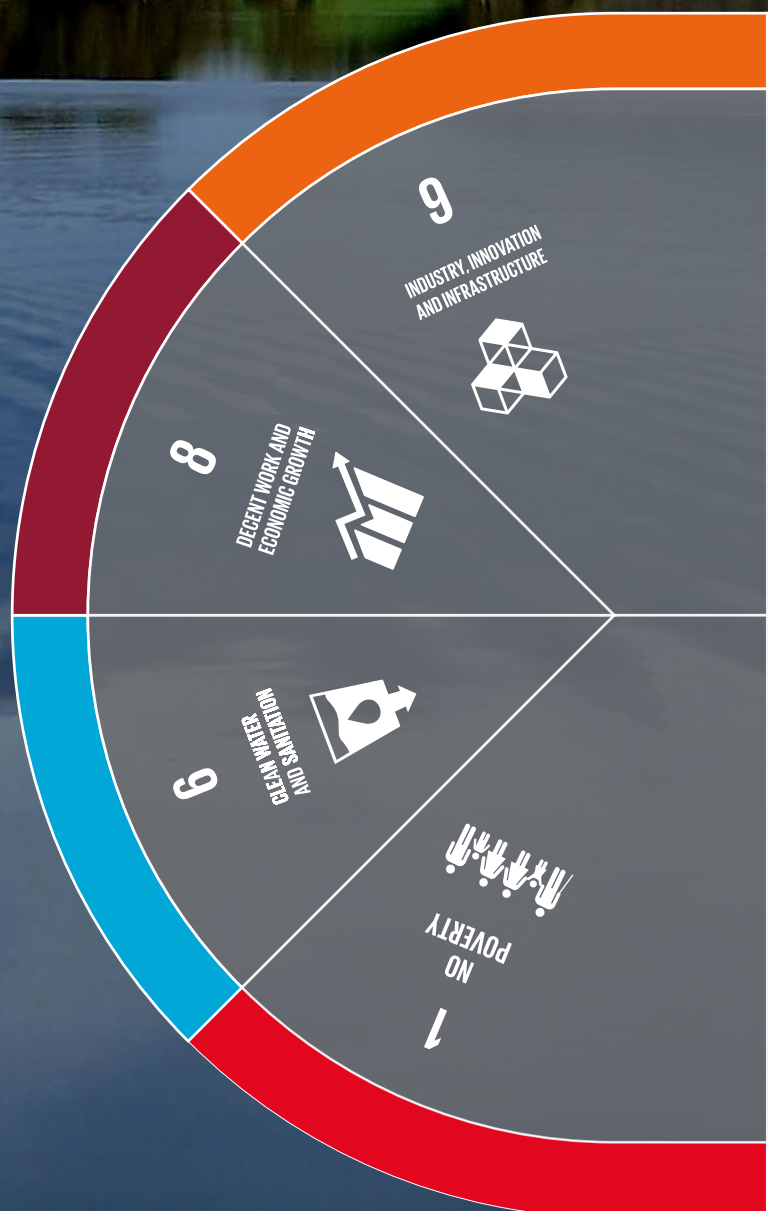 9
INDUSTRY, INNOVATION
AND INFRASTRUCTURE
8
DECENT WORK AND
ECONOMIC GROWTH
6
CLEAN WATER
AND SANITATION
1
NO
POVERTY